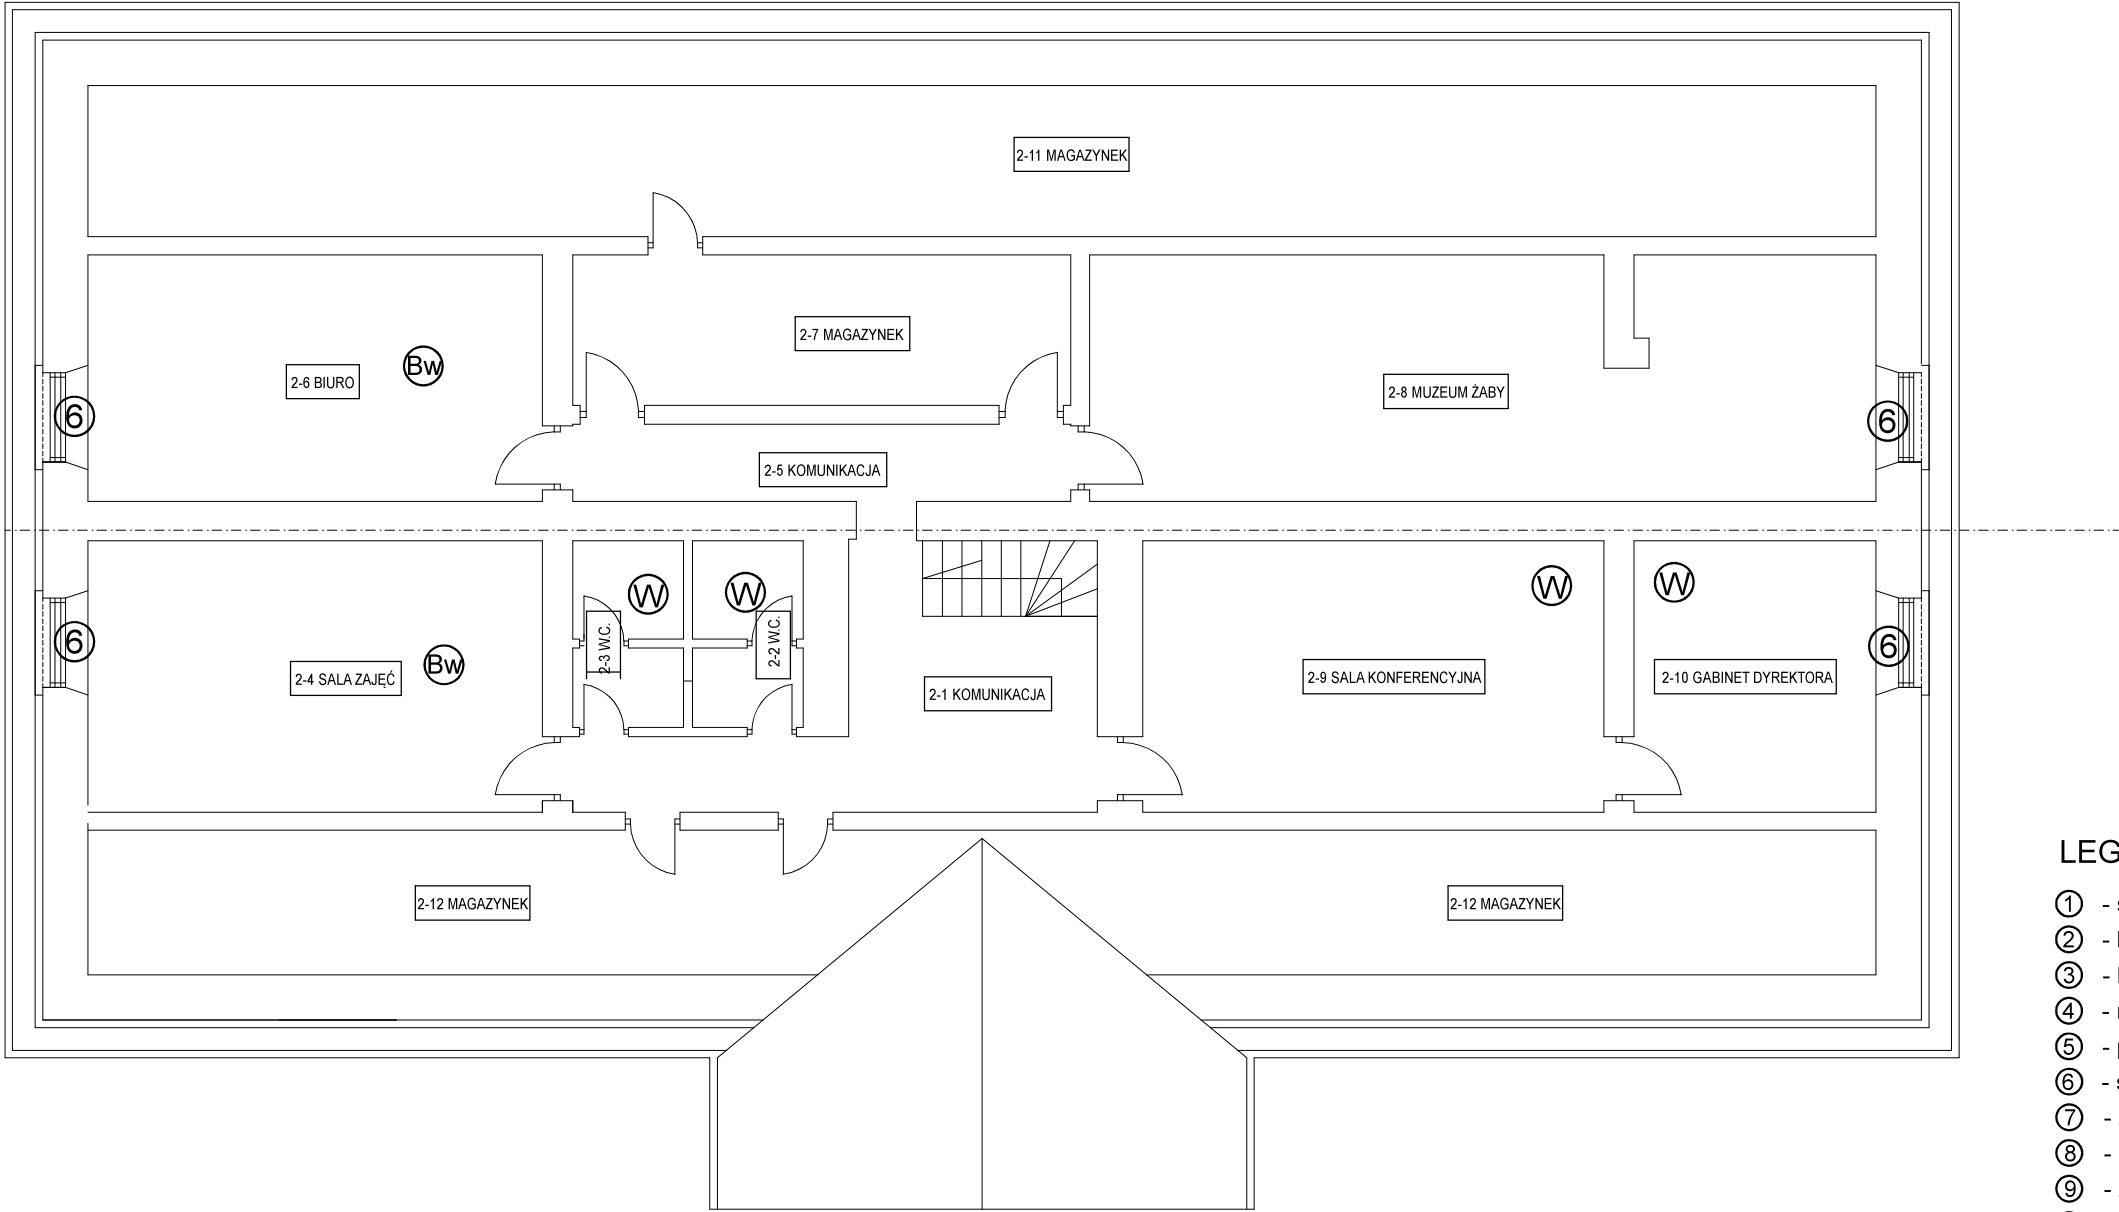 2-11 MAGAZYNEK
2-7 MAGAZYNEK
2-6 BIURO
Bw
2-8 MUZEUM ŻABY
6
6
2-5 KOMUNIKACJA
W
W
W
W
6
2-3 W.C.
2-2 W.C.
6
2-4 SALA ZAJĘĆ
Bw
2-1 KOMUNIKACJA
2-9 SALA KONFERENCYJNA
2-10 GABINET DYREKTORA
2-12 MAGAZYNEK
2-12 MAGAZYNEK
LEG
1 -
2 -
3 -
4 -
5 -
6 -
7 -
8 -
9 -